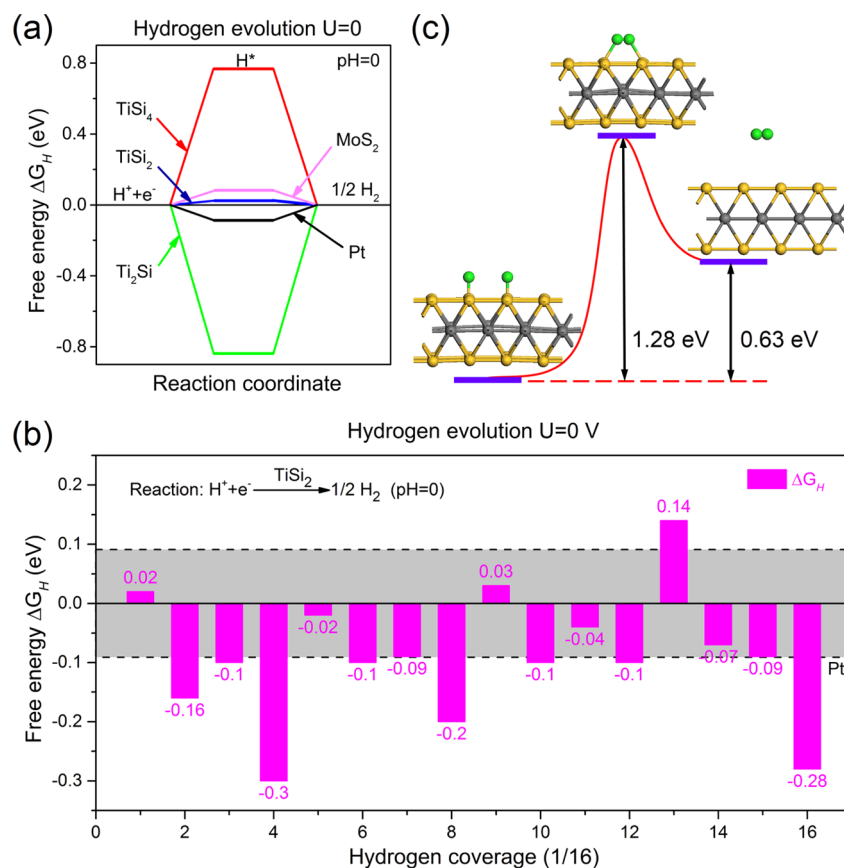 (a)
Hydrogen evolution U=0
H*
pH=0
TiSi4
TiSi2
MoS2
H++e-
1/2 H2
Pt
Ti2Si
0.8
0.4
0.0
-0.4
-0.8
Free energy ΔGH (eV)
Reaction coordinate
(c)
1.28 eV
0.63 eV
(b)
Hydrogen evolution U=0 V
Reaction: H++e- TiSi2 1/2 H2 (pH=0)
ΔGH
0.2
0.1
0.0
-0.1
-0.2
-0.3
Free energy ΔGH (eV)
0.02
-0.16
-0.1
-0.3
-0.02
-0.1
-0.09
-0.2
0.03
-0.1
-0.04
-0.1
0.14
-0.07
-0.09
-0.28
Pt
0 2 4 6 8 10 12 14 16
Hydrogen coverage (1/16)